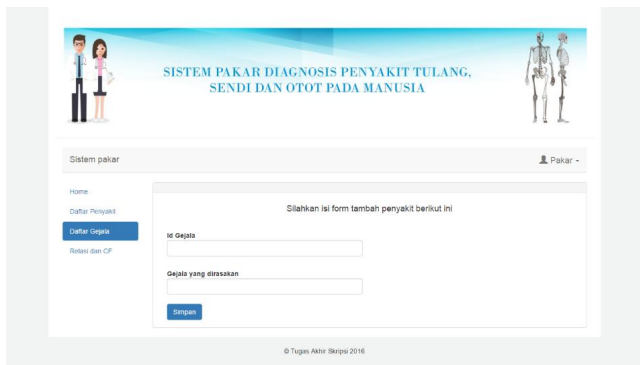 SISTEM PAKAR DIAGNOSIS PENYAKIT TULANG,
SENDI DAN OTOT PADA MANUSIA
Sistem pakar
Pakar
Home
Daftar Penyakit
Daftar Gejala
Relasi dan CF
Silahkan isi form tambah penyakit berikut ini
Id Gejala
Gejala yang dirasakan
Simpan
© Tugas Akhir Skripsi 2016